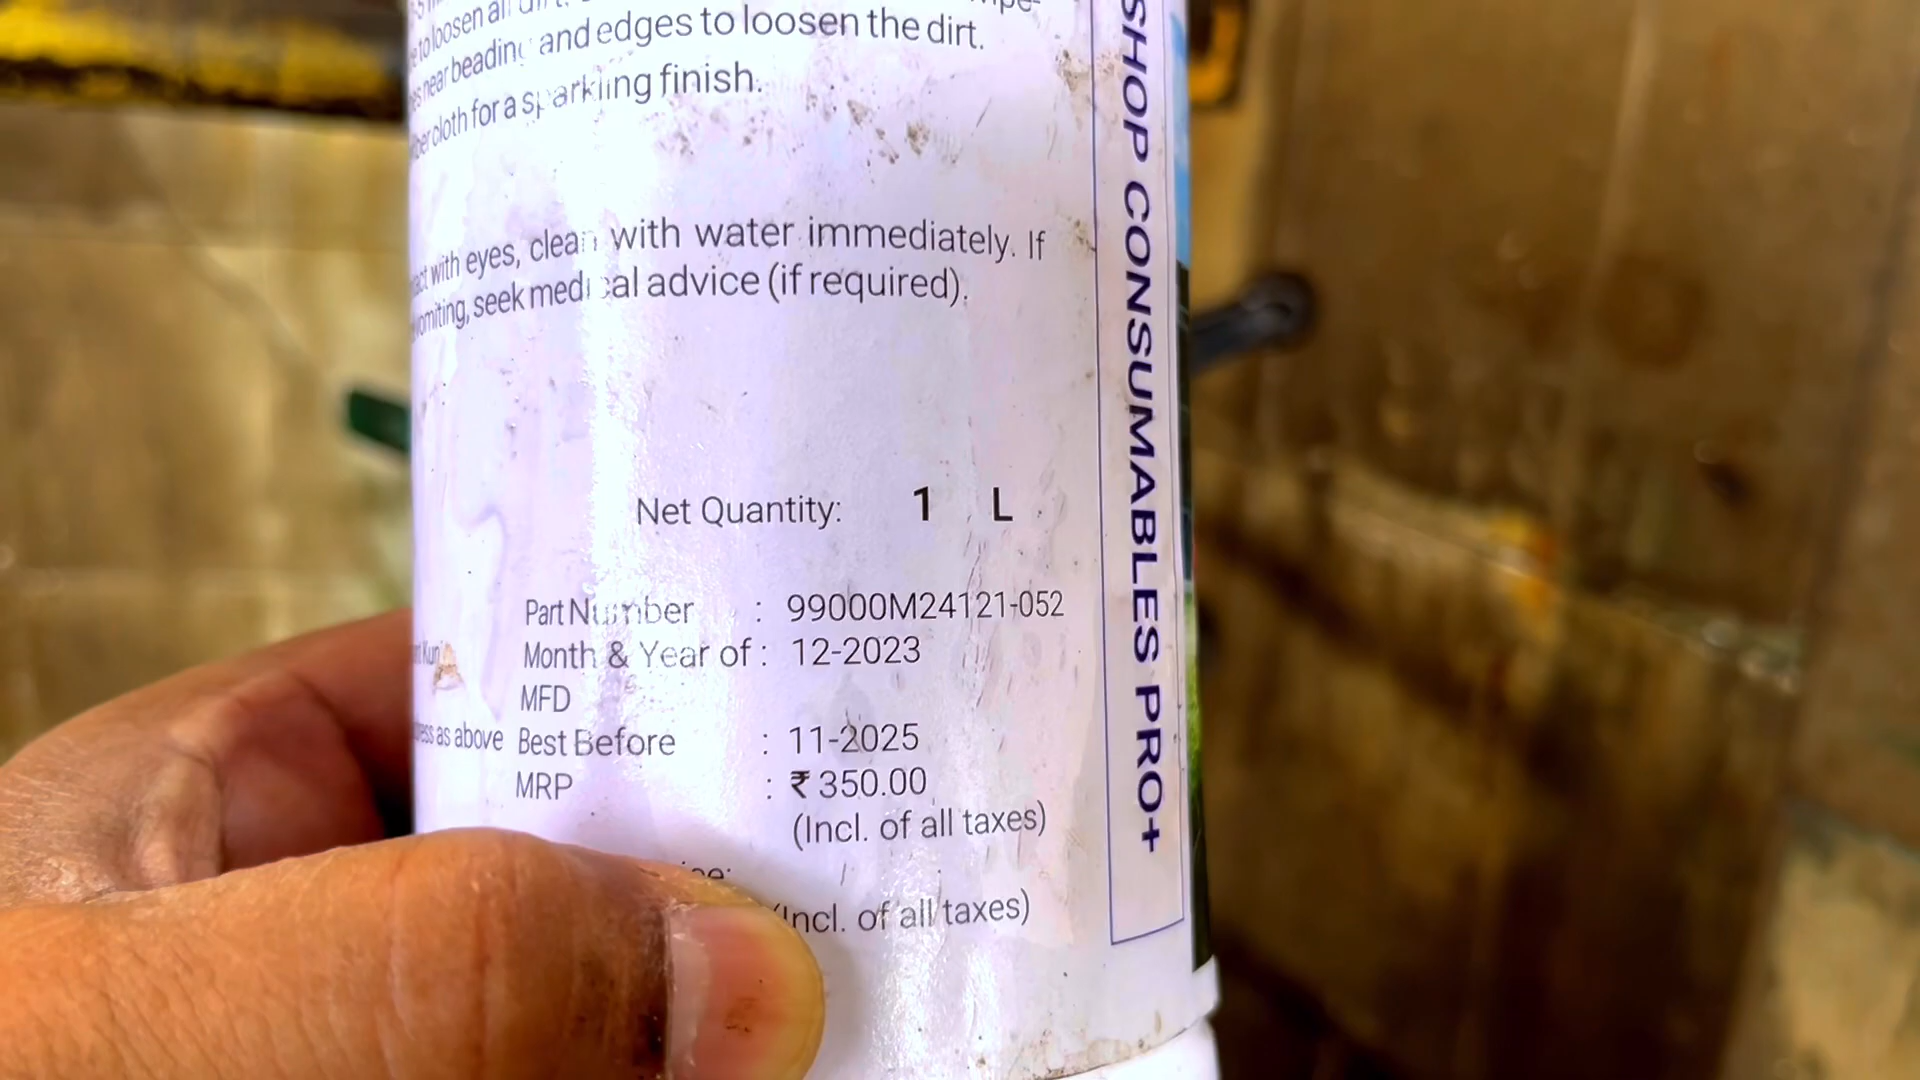 to loosen all dirt.
near beading and edges to loosen the dirt.
cloth for a sparkling finish.
with eyes, clean with water immediately. If
vomiting, seek medical advice (if required).
Net Quantity: 1 L
Part Number : 99000M24121-052
Month & Year of : 12-2023
MFD
as above Best Before : 11-2025
MRP : ₹ 350.00
(Incl. of all taxes)
(Incl. of all taxes)
SHOP CONSUMABLES PRO+